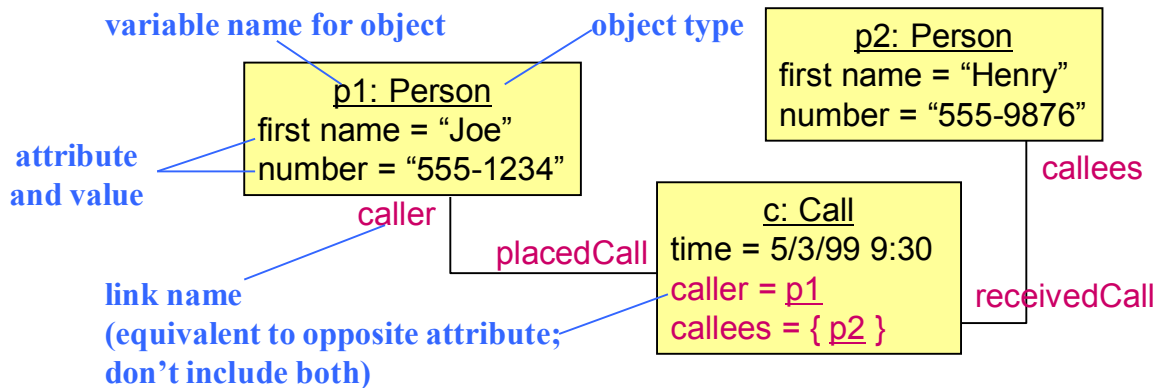 variable name for object
object type
p1: Person
first name = “Joe”
number = “555-1234”
p2: Person
first name = “Henry”
number = “555-9876”
attribute
and value
caller
placedCall
callees
receivedCall
c: Call
time = 5/3/99 9:30
caller = p1
callees = { p2 }
link name
(equivalent to opposite attribute;
don’t include both)